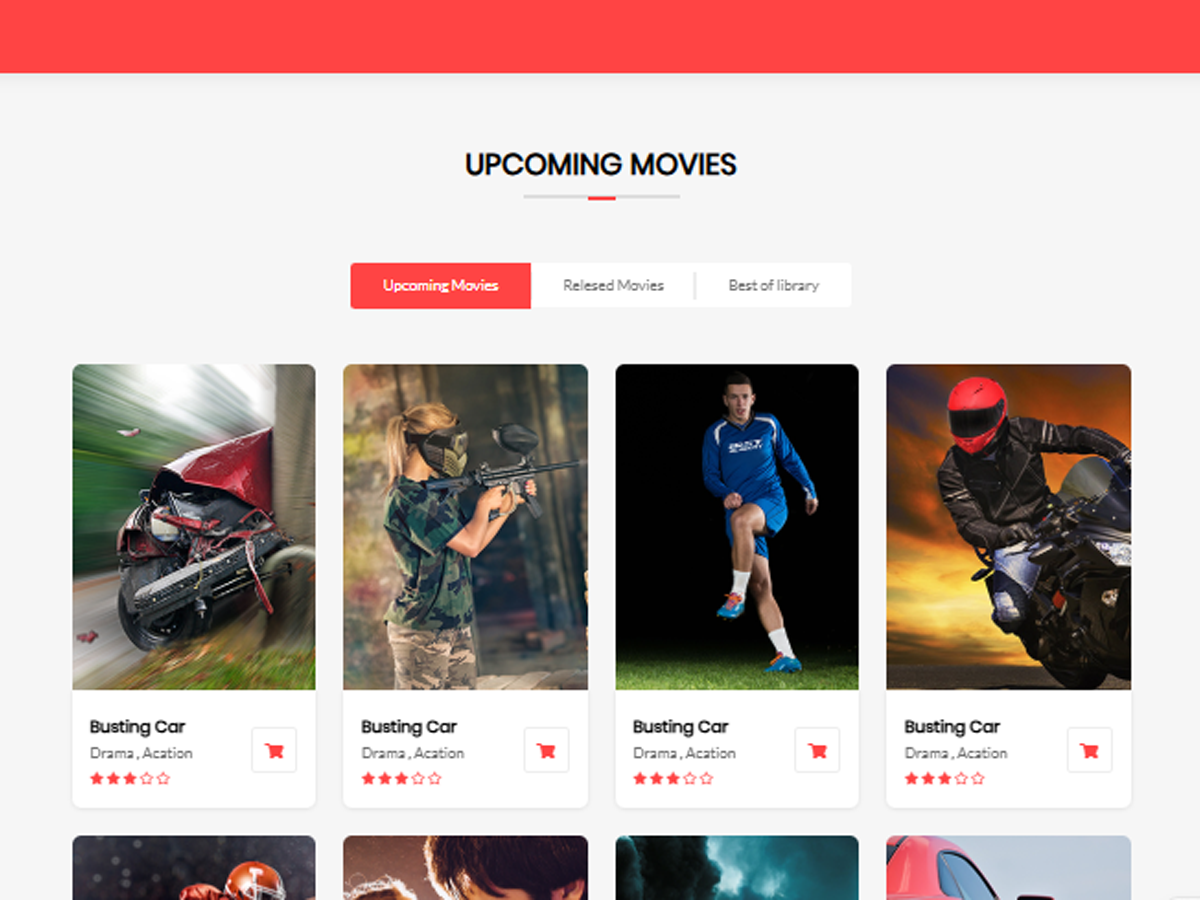 UPCOMING MOVIES
Upcoming Movies Relesed Movies Best of library
Busting Car Busting Car Busting Car Busting Car
Drama , Acation Drama , Acation Drama , Acation Drama , Acation